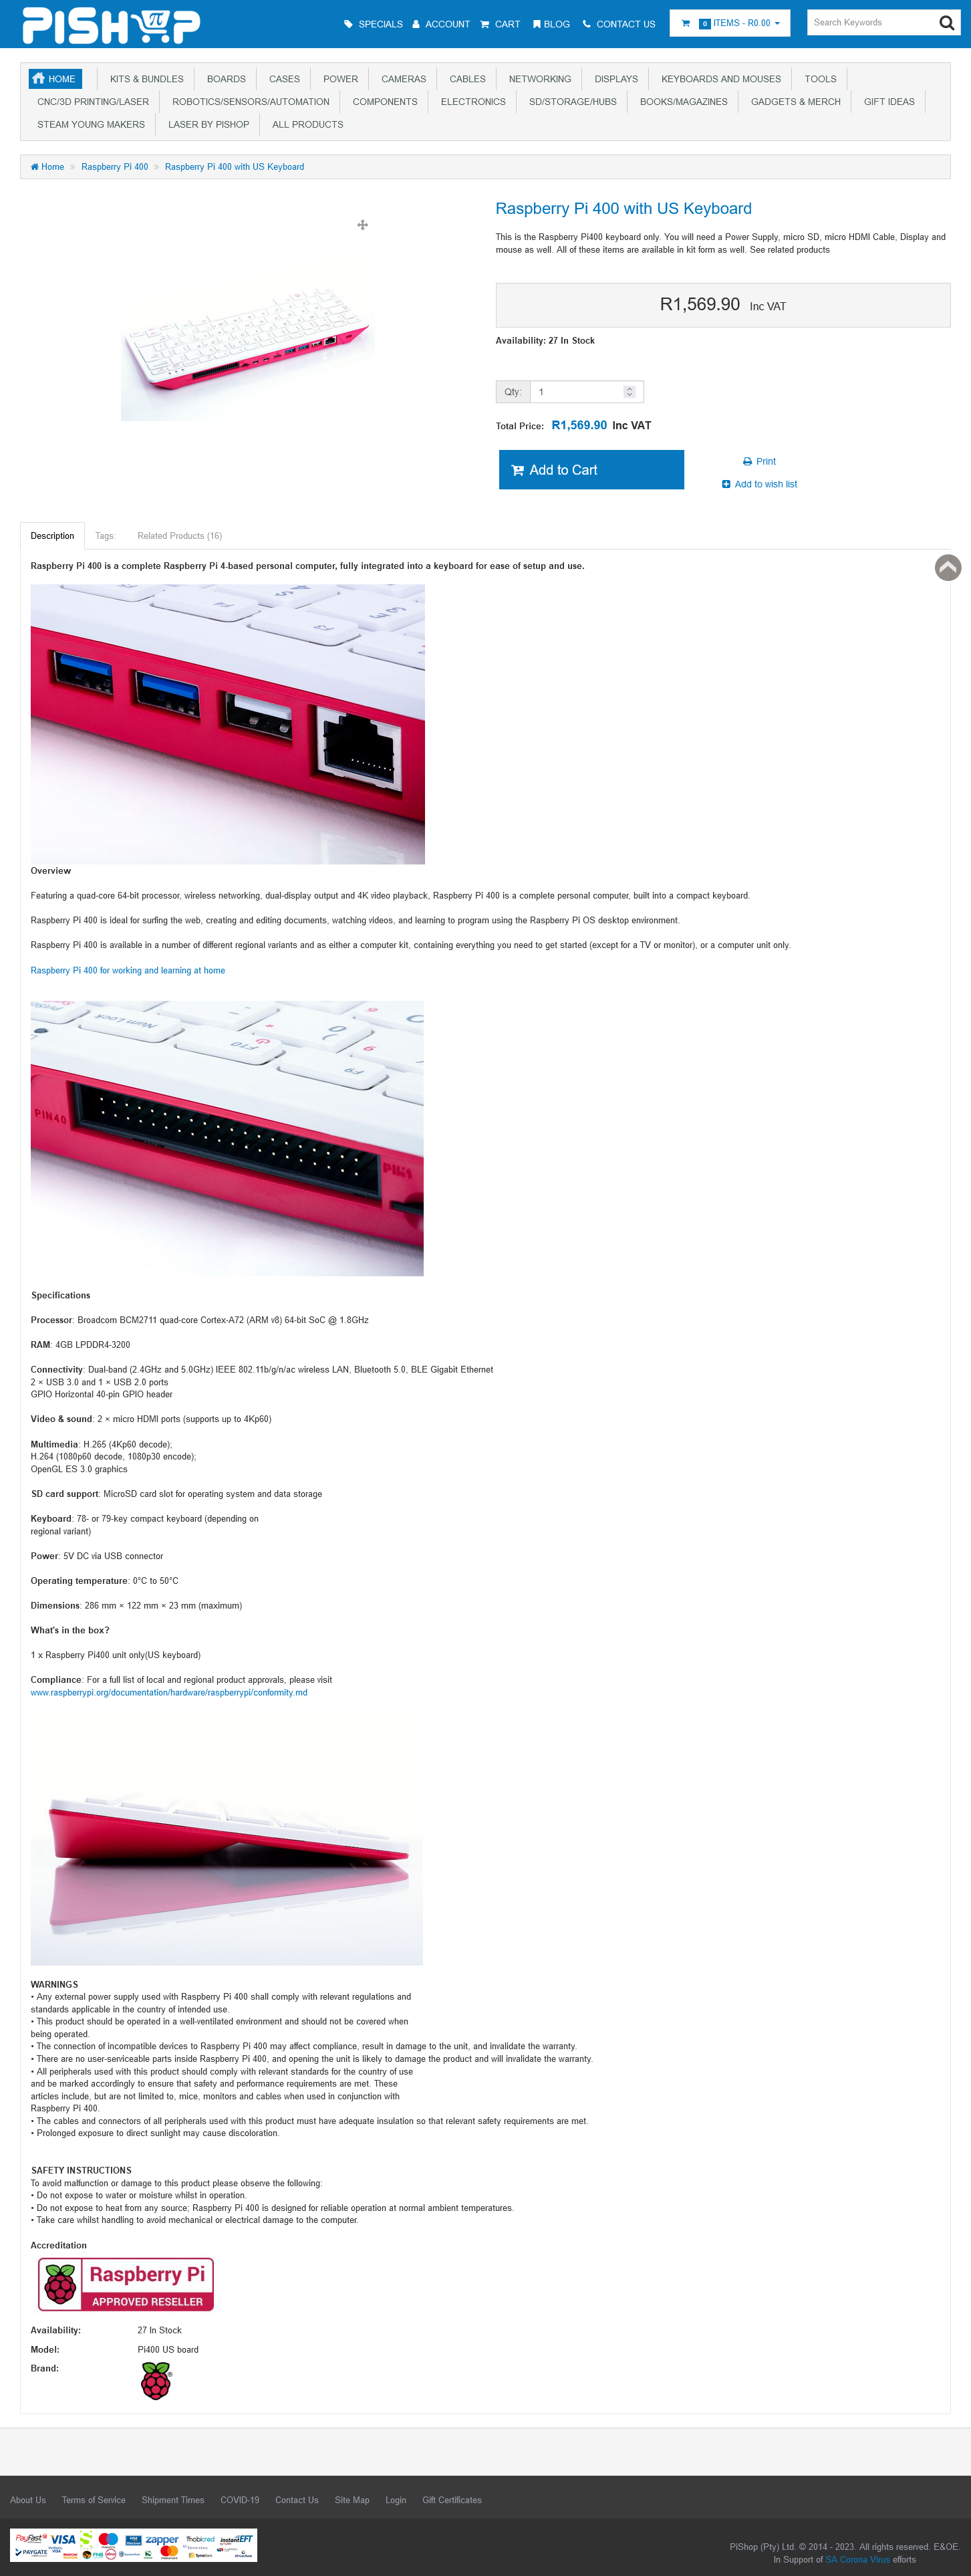 PiSHOP
SPECIALS ACCOUNT CART BLOG CONTACT US
0 ITEMS - R0.00
Search Keywords
HOME KITS & BUNDLES BOARDS CASES POWER CAMERAS CABLES NETWORKING DISPLAYS KEYBOARDS AND MOUSES TOOLS
CNC/3D PRINTING/LASER ROBOTICS/SENSORS/AUTOMATION COMPONENTS ELECTRONICS SD/STORAGE/HUBS BOOKS/MAGAZINES GADGETS & MERCH GIFT IDEAS
STEAM YOUNG MAKERS LASER BY PISHOP ALL PRODUCTS
Home » Raspberry Pi 400 » Raspberry Pi 400 with US Keyboard
Raspberry Pi 400 with US Keyboard
This is the Raspberry Pi400 keyboard only. You will need a Power Supply, micro SD, micro HDMI Cable, Display and
mouse as well. All of these items are available in kit form as well. See related products
R1,569.90 Inc VAT
Availability: 27 In Stock
Qty: 1
Total Price: R1,569.90 Inc VAT
Add to Cart
Print
Add to wish list
Description Tags: Related Products (16)
Raspberry Pi 400 is a complete Raspberry Pi 4-based personal computer, fully integrated into a keyboard for ease of setup and use.
Overview
Featuring a quad-core 64-bit processor, wireless networking, dual-display output and 4K video playback, Raspberry Pi 400 is a complete personal computer, built into a compact keyboard.
Raspberry Pi 400 is ideal for surfing the web, creating and editing documents, watching videos, and learning to program using the Raspberry Pi OS desktop environment.
Raspberry Pi 400 is available in a number of different regional variants and as either a computer kit, containing everything you need to get started (except for a TV or monitor), or a computer unit only.
Raspberry Pi 400 for working and learning at home
Num Lock
F10
F9
PIN40
PIN1
Specifications
Processor: Broadcom BCM2711 quad-core Cortex-A72 (ARM v8) 64-bit SoC @ 1.8GHz
RAM: 4GB LPDDR4-3200
Connectivity: Dual-band (2.4GHz and 5.0GHz) IEEE 802.11b/g/n/ac wireless LAN, Bluetooth 5.0, BLE Gigabit Ethernet
2 × USB 3.0 and 1 × USB 2.0 ports
GPIO Horizontal 40-pin GPIO header
Video & sound: 2 × micro HDMI ports (supports up to 4Kp60)
Multimedia: H.265 (4Kp60 decode);
H.264 (1080p60 decode, 1080p30 encode);
OpenGL ES 3.0 graphics
SD card support: MicroSD card slot for operating system and data storage
Keyboard: 78- or 79-key compact keyboard (depending on
regional variant)
Power: 5V DC via USB connector
Operating temperature: 0°C to 50°C
Dimensions: 286 mm × 122 mm × 23 mm (maximum)
What's in the box?
1 x Raspberry Pi400 unit only(US keyboard)
Compliance: For a full list of local and regional product approvals, please visit
www.raspberrypi.org/documentation/hardware/raspberrypi/conformity.md
WARNINGS
• Any external power supply used with Raspberry Pi 400 shall comply with relevant regulations and
standards applicable in the country of intended use.
• This product should be operated in a well-ventilated environment and should not be covered when
being operated.
• The connection of incompatible devices to Raspberry PI 400 may affect compliance, result in damage to the unit, and invalidate the warranty.
• There are no user-serviceable parts inside Raspberry Pi 400, and opening the unit is likely to damage the product and will invalidate the warranty.
• All peripherals used with this product should comply with relevant standards for the country of use
and be marked accordingly to ensure that safety and performance requirements are met. These
articles include, but are not limited to, mice, monitors and cables when used in conjunction with
Raspberry Pi 400.
• The cables and connectors of all peripherals used with this product must have adequate insulation so that relevant safety requirements are met.
• Prolonged exposure to direct sunlight may cause discoloration.
SAFETY INSTRUCTIONS
To avoid malfunction or damage to this product please observe the following:
• Do not expose to water or moisture whilst in operation.
• Do not expose to heat from any source; Raspberry Pi 400 is designed for reliable operation at normal ambient temperatures.
• Take care whilst handling to avoid mechanical or electrical damage to the computer.
Accreditation
Raspberry Pi
APPROVED RESELLER
Availability: 27 In Stock
Model: Pi400 US board
Brand:
About Us Terms of Service Shipment Times COVID-19 Contact Us Site Map Login Gift Certificates
PayFast VISA zapper instantEFT
PAYGATE
PiShop (Pty) Ltd. © 2014 - 2023. All rights reserved. E&OE.
In Support of SA Corona Virus efforts